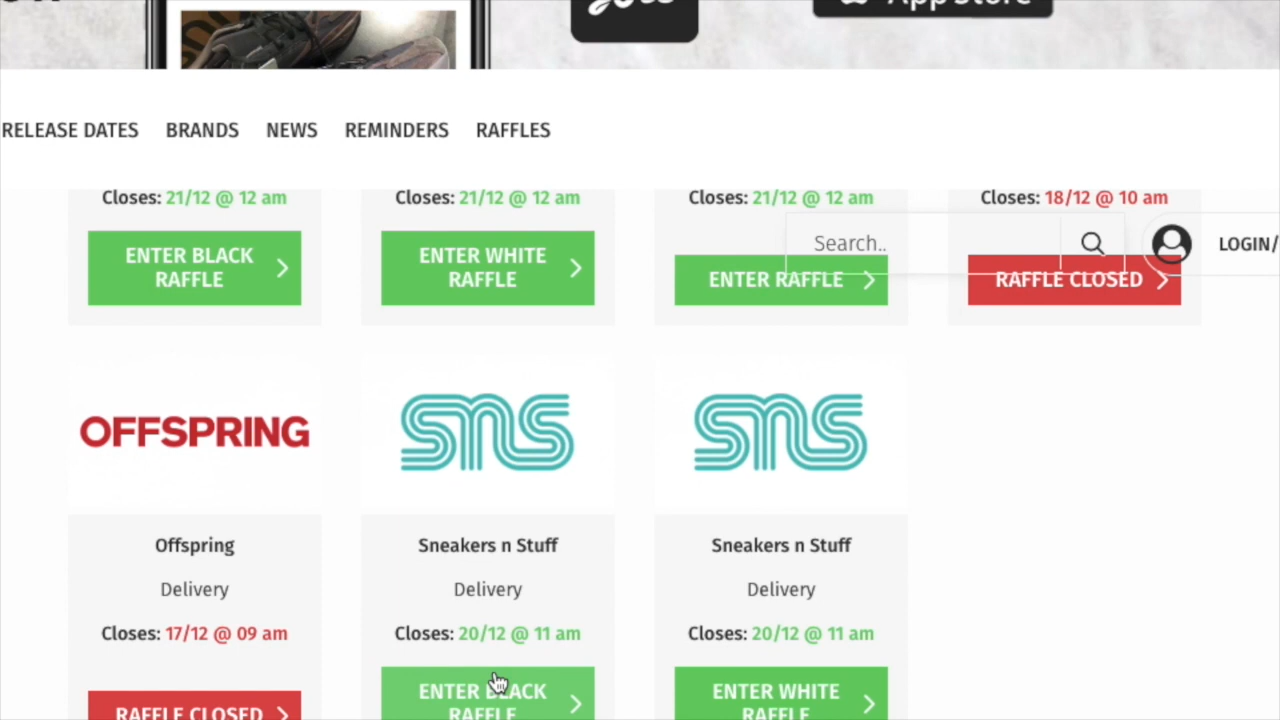 App Store
RELEASE DATES BRANDS NEWS REMINDERS RAFFLES
Closes: 21/12 @ 12 am
Closes: 21/12 @ 12 am
Closes: 21/12 @ 12 am
Closes: 18/12 @ 10 am
Search..
LOGIN/
ENTER BLACK
RAFFLE
ENTER WHITE
RAFFLE
ENTER RAFFLE
RAFFLE CLOSED
OFFSPRING
sns
sns
Offspring
Sneakers n Stuff
Sneakers n Stuff
Delivery
Delivery
Delivery
Closes: 17/12 @ 09 am
Closes: 20/12 @ 11 am
Closes: 20/12 @ 11 am
RAFFLE CLOSED
ENTER BLACK
RAFFLE
ENTER WHITE
RAFFLE